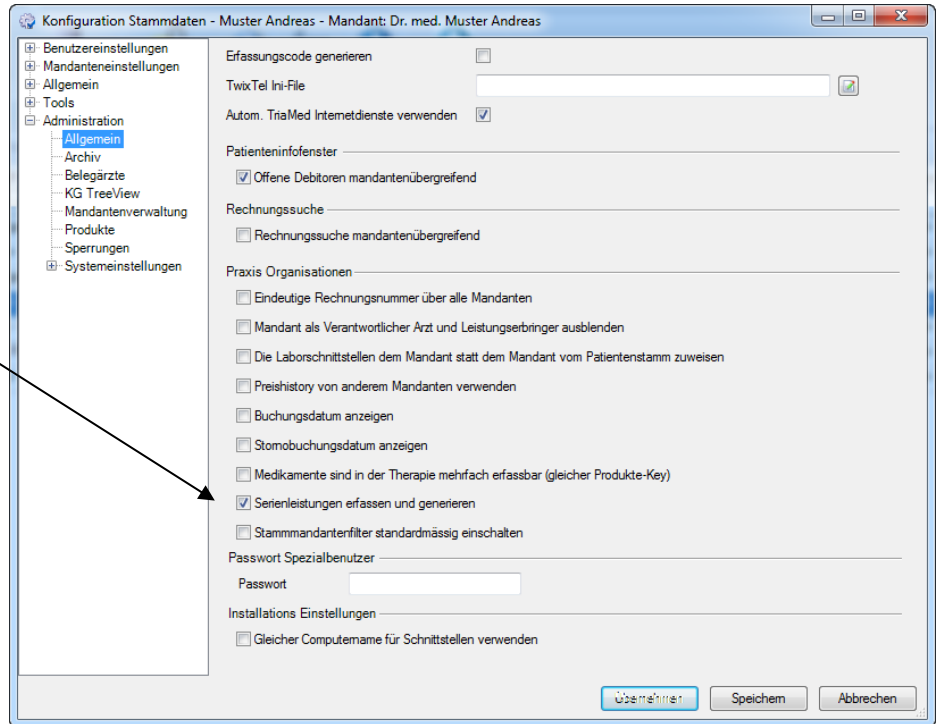 Konfiguration Stammdaten - Muster Andreas - Mandant: Dr. med. Muster Andreas
Benutzereinstellungen
Mandanteneinstellungen
Allgemein
Tools
Administration
Allgemein
Archiv
Belegärzte
KG TreeView
Mandantenverwaltung
Produkte
Sperrungen
Systemeinstellungen
Erfassungscode generieren
TwixTel Ini-File
Autom. TriaMed Internetdienste verwenden
Patienteninfofenster
Offene Debitoren mandantenübergreifend
Rechnungssuche
Rechnungssuche mandantenübergreifend
Praxis Organisationen
Eindeutige Rechnungsnummer über alle Mandanten
Mandant als Verantwortlicher Arzt und Leistungserbringer ausblenden
Die Laborschnittstellen dem Mandant statt dem Mandant vom Patientenstamm zuweisen
Preishistory von anderem Mandanten verwenden
Buchungsdatum anzeigen
Stornobuchungsdatum anzeigen
Medikamente sind in der Therapie mehrfach erfassbar (gleicher Produkte-Key)
Serienleistungen erfassen und generieren
Stammmandantenfilter standardmässig einschalten
Passwort Spezialbenutzer
Passwort
Installations Einstellungen
Gleicher Computername für Schnittstellen verwenden
Übernehmen Speichern Abbrechen